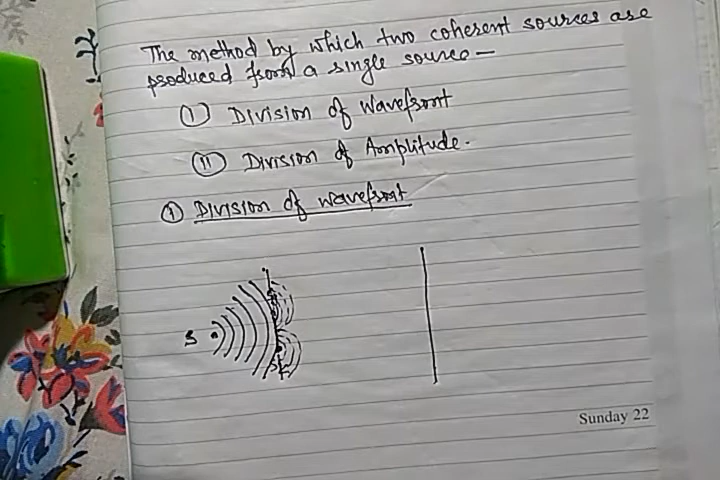 The method by which two coherent sources are
produced from a single source—
(I) Division of Wavefront
(II) Division of Amplitude.
(I) Division of wavefront
S
Sunday 22